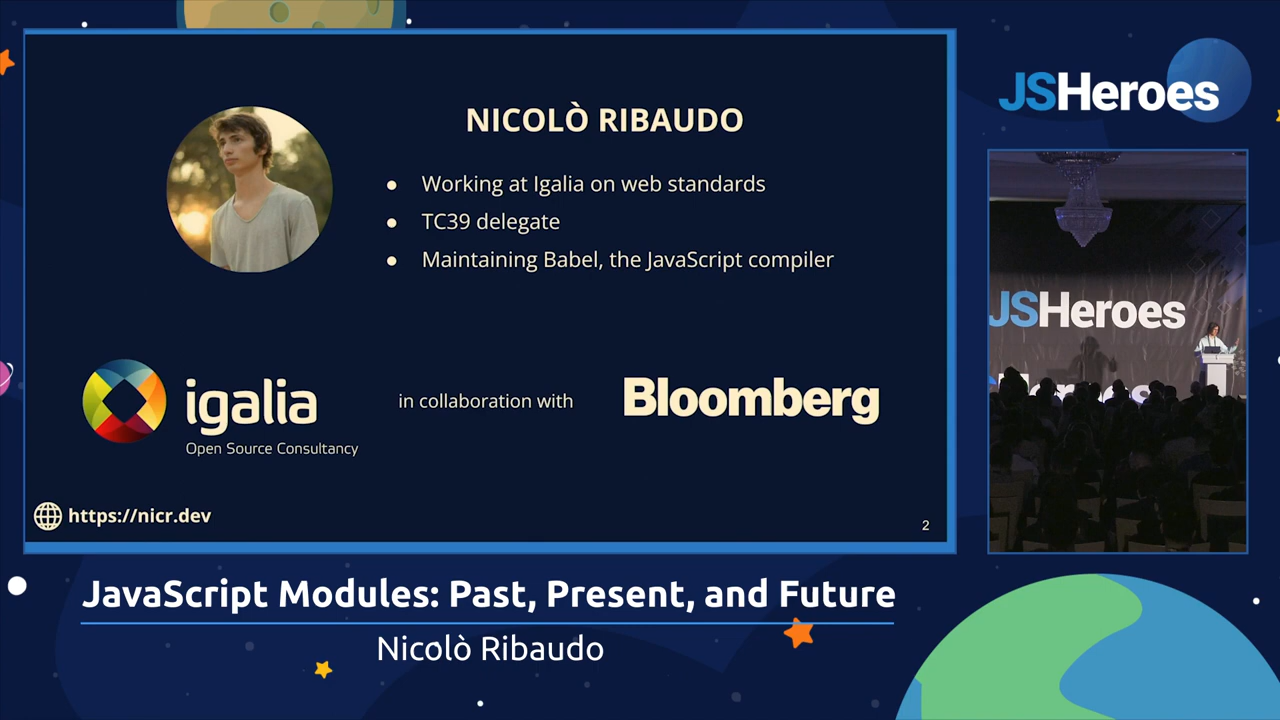 NICOLÒ RIBAUDO
● Working at Igalia on web standards
● TC39 delegate
● Maintaining Babel, the JavaScript compiler
igalia
Open Source Consultancy
in collaboration with
Bloomberg
https://nicr.dev
2
JSHeroes
JSHeroes
JavaScript Modules: Past, Present, and Future
Nicolò Ribaudo